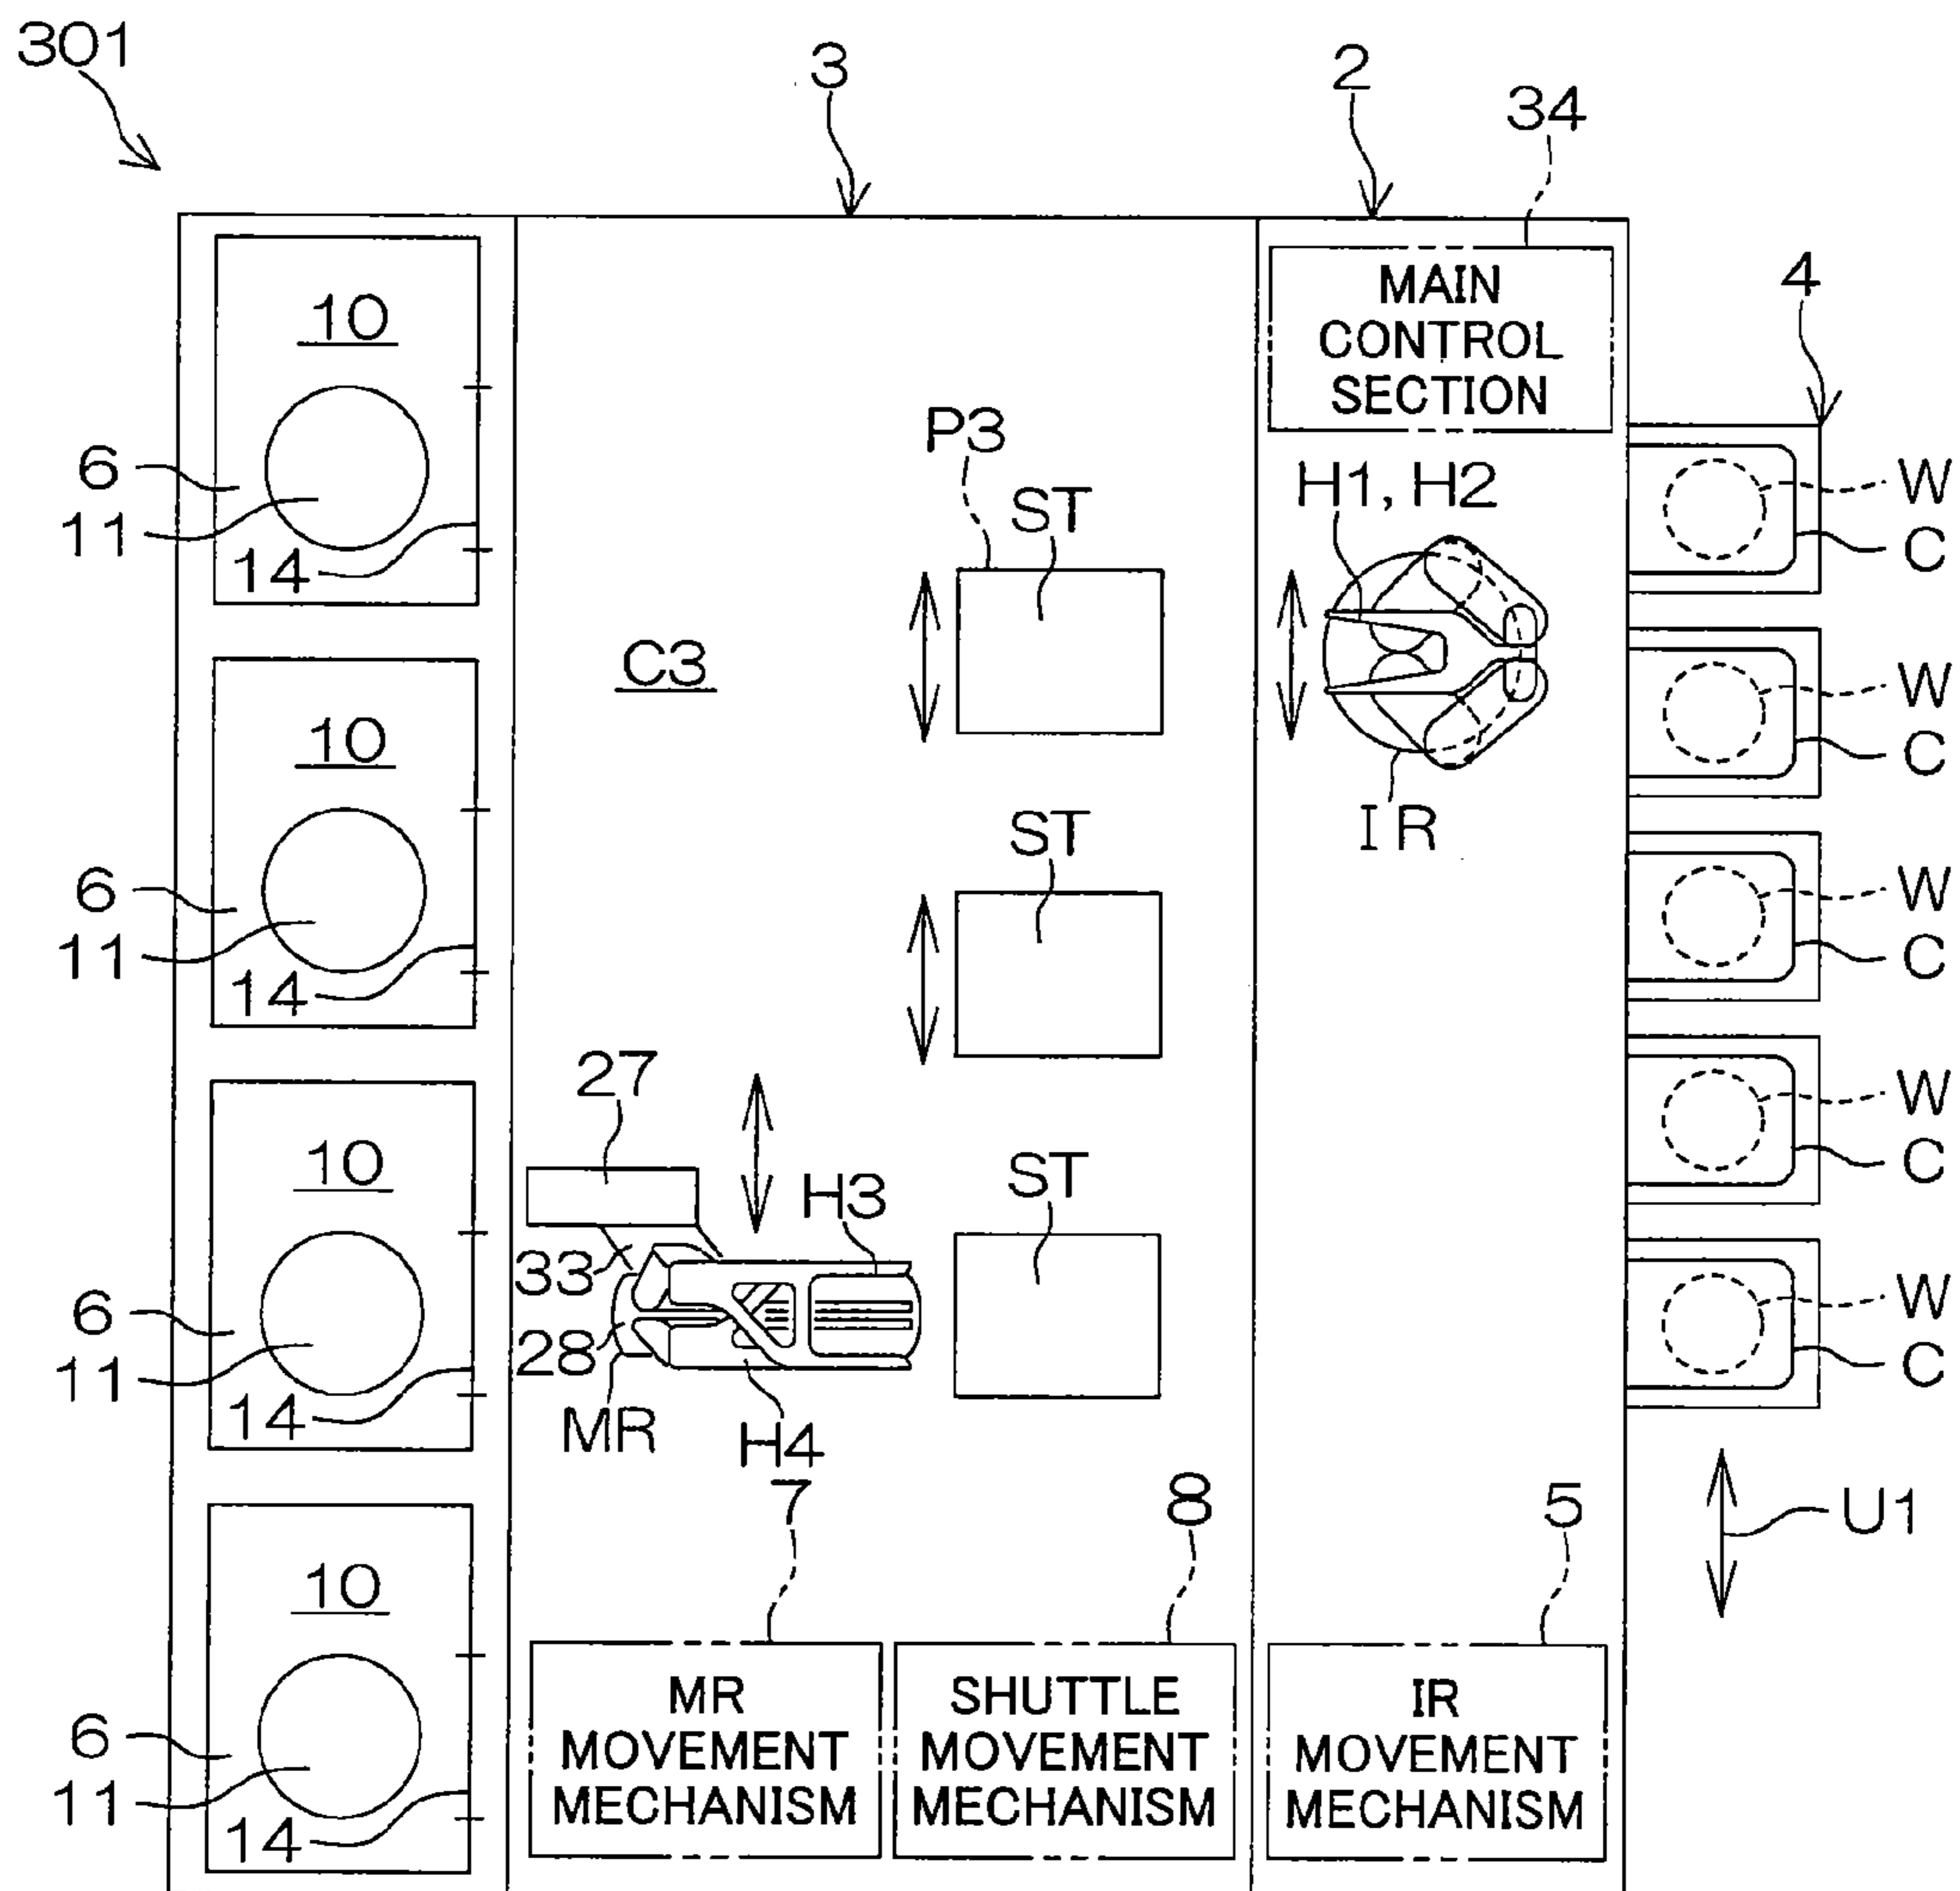 301
3
2
34
4
10
MAIN
CONTROL
SECTION
P3
6
ST
H1, H2
W
11
14
C
C3
W
10
C
ST
IR
6
W
11
C
14
27
W
10
ST
C
H3
33
6
W
28
11
C
14
MR
H4
7
8
5
U1
10
MR
MOVEMENT
MECHANISM
SHUTTLE
MOVEMENT
MECHANISM
IR
MOVEMENT
MECHANISM
6
11
14